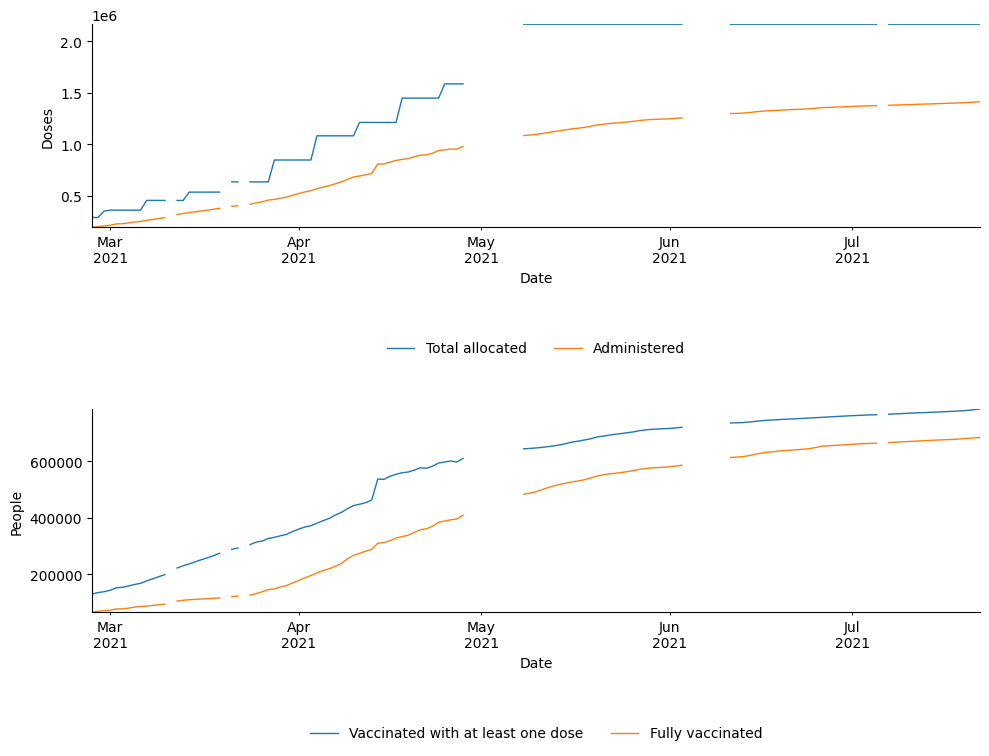 1e6
2.0
1.5
1.0
0.5
Doses
Mar Apr May Jun Jul
2021 2021 2021 2021 2021
Date
Total allocated Administered
600000
400000
200000
People
Mar Apr May Jun Jul
2021 2021 2021 2021 2021
Date
Vaccinated with at least one dose Fully vaccinated